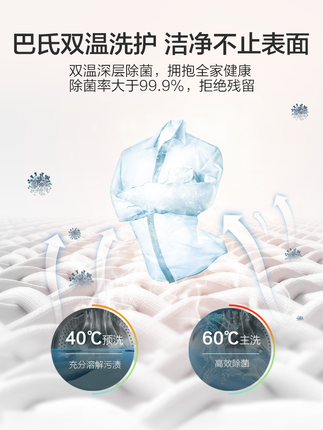 巴氏双温洗护 洁净不止表面
双温深层除菌，拥抱全家健康
除菌率大于99.9%，拒绝残留
40℃预洗
充分溶解污渍
60℃主洗
高效除菌